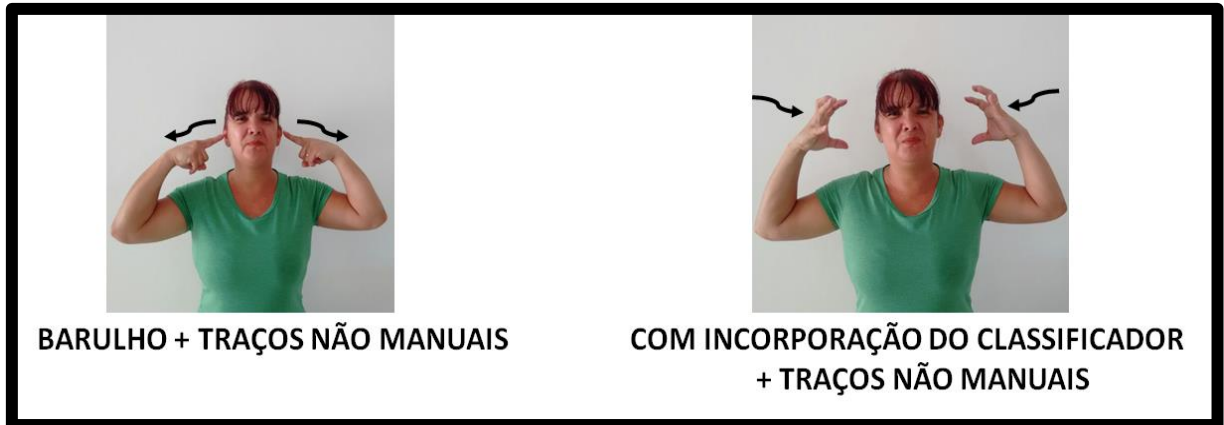 BARULHO + TRAÇOS NÃO MANUAIS
COM INCORPORAÇÃO DO CLASSIFICADOR
+ TRAÇOS NÃO MANUAIS